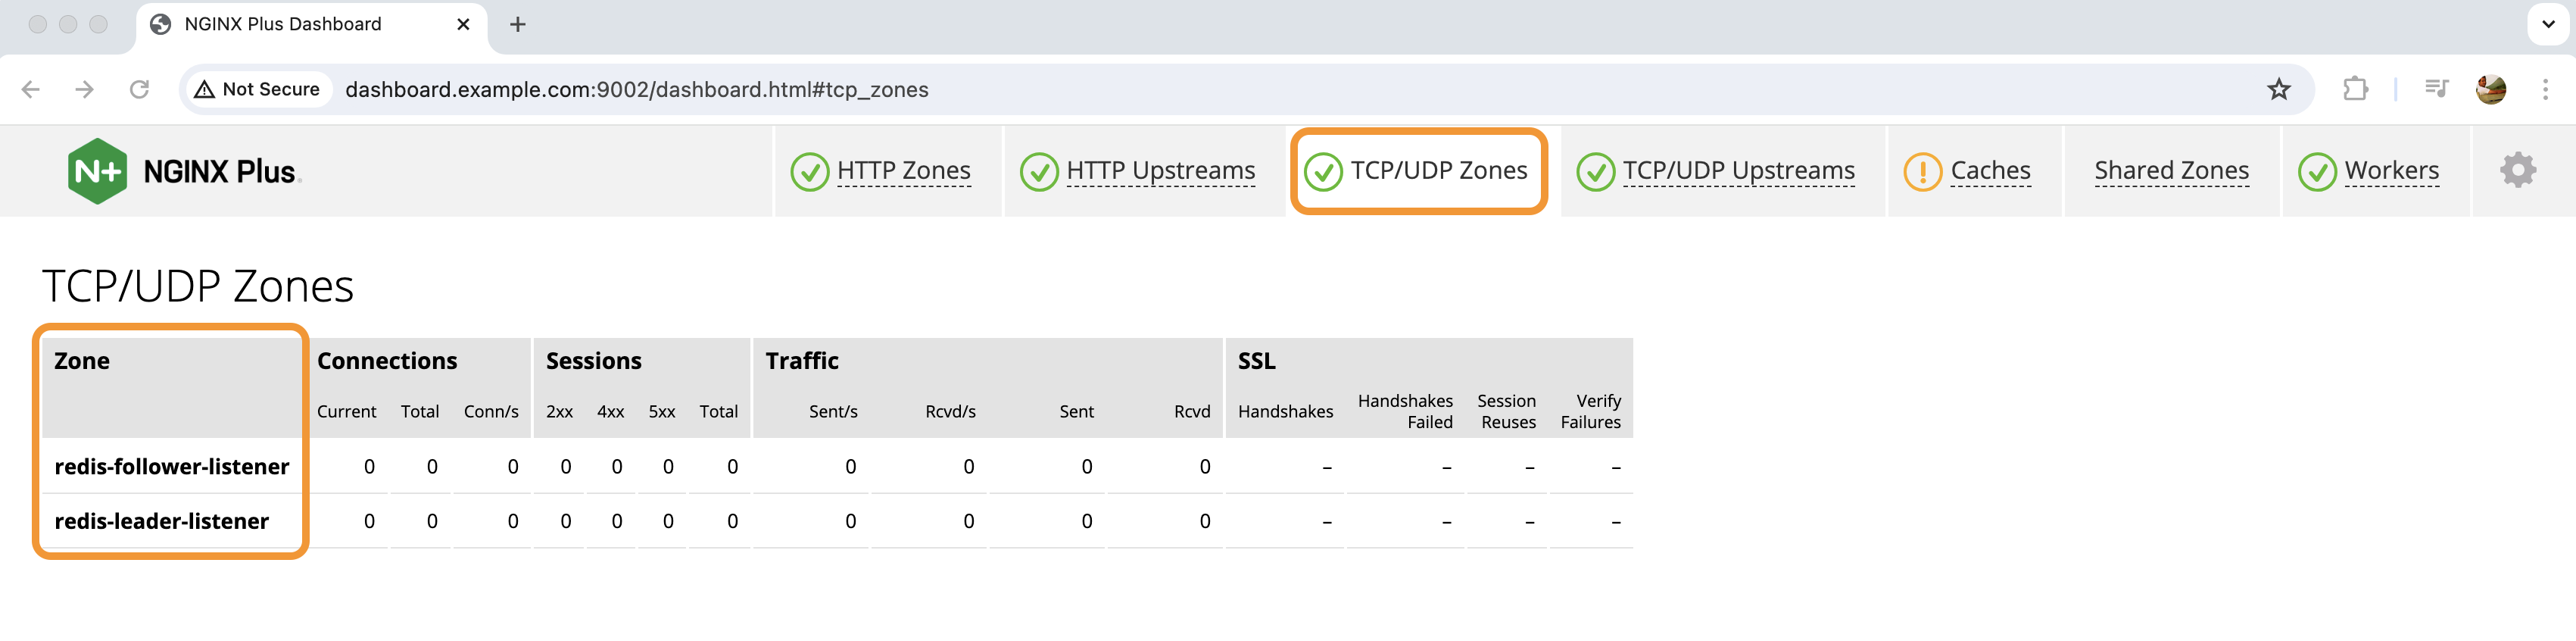 NGINX Plus Dashboard
Not Secure dashboard.example.com:9002/dashboard.html#tcp_zones
N+ NGINX Plus HTTP Zones HTTP Upstreams TCP/UDP Zones TCP/UDP Upstreams Caches Shared Zones Workers
TCP/UDP Zones
Zone Connections Sessions Traffic SSL
Current Total Conn/s 2xx 4xx 5xx Total Sent/s Rcvd/s Sent Rcvd Handshakes Handshakes Failed Session Reuses Verify Failures
redis-follower-listener 0 0 0 0 0 0 0 0 0 0 0 – – – –
redis-leader-listener 0 0 0 0 0 0 0 0 0 0 0 – – – –